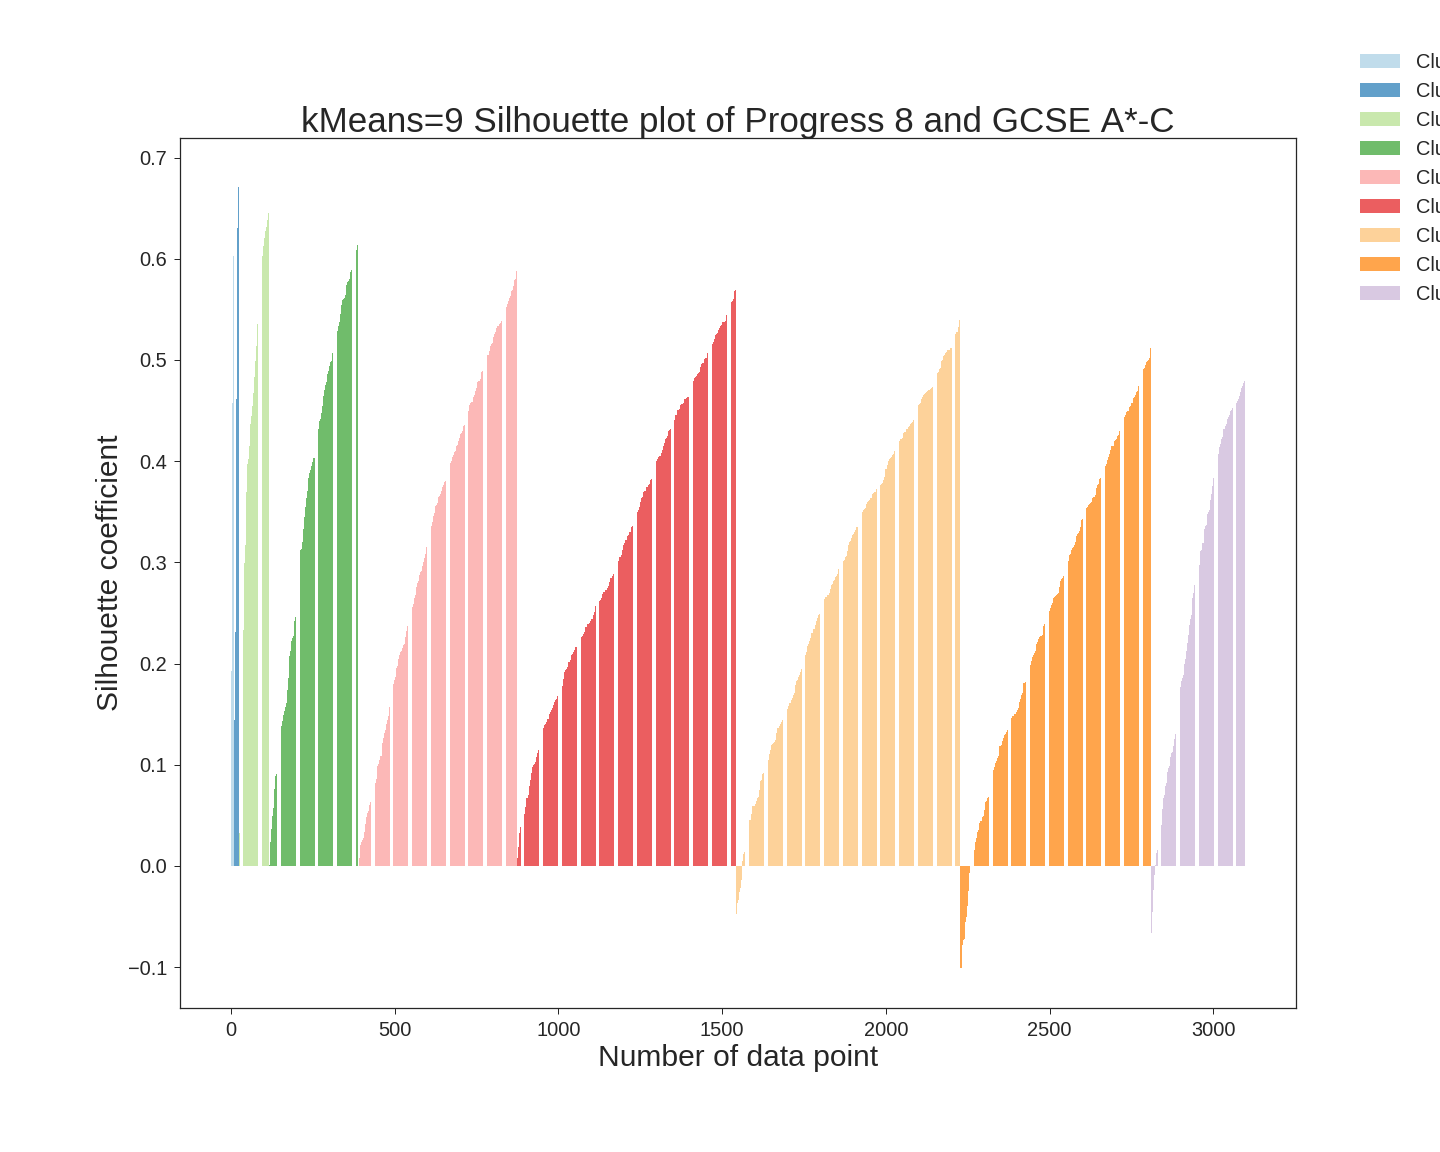 kMeans=9 Silhouette plot of Progress 8 and GCSE A*-C
Clu
Clu
Clu
Clu
Clu
Clu
Clu
Clu
Clu
0.7
0.6
0.5
0.4
0.3
0.2
0.1
0.0
−0.1
Silhouette coefficient
0 500 1000 1500 2000 2500 3000
Number of data point